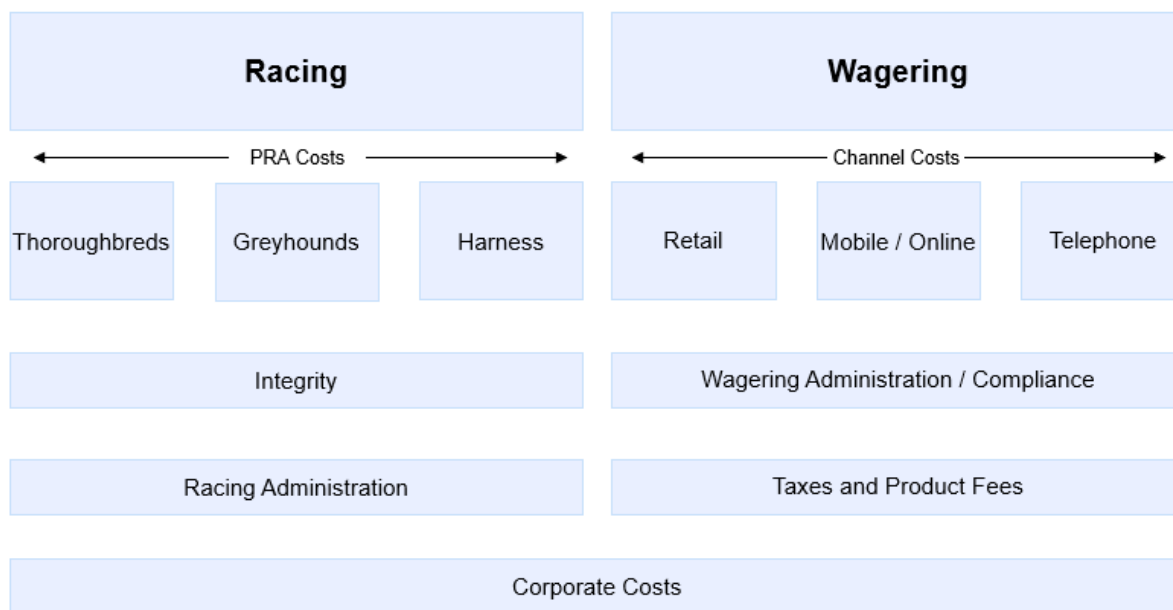 Racing
Wagering
PRA Costs
Channel Costs
Thoroughbreds
Greyhounds
Harness
Retail
Mobile / Online
Telephone
Integrity
Wagering Administration / Compliance
Racing Administration
Taxes and Product Fees
Corporate Costs